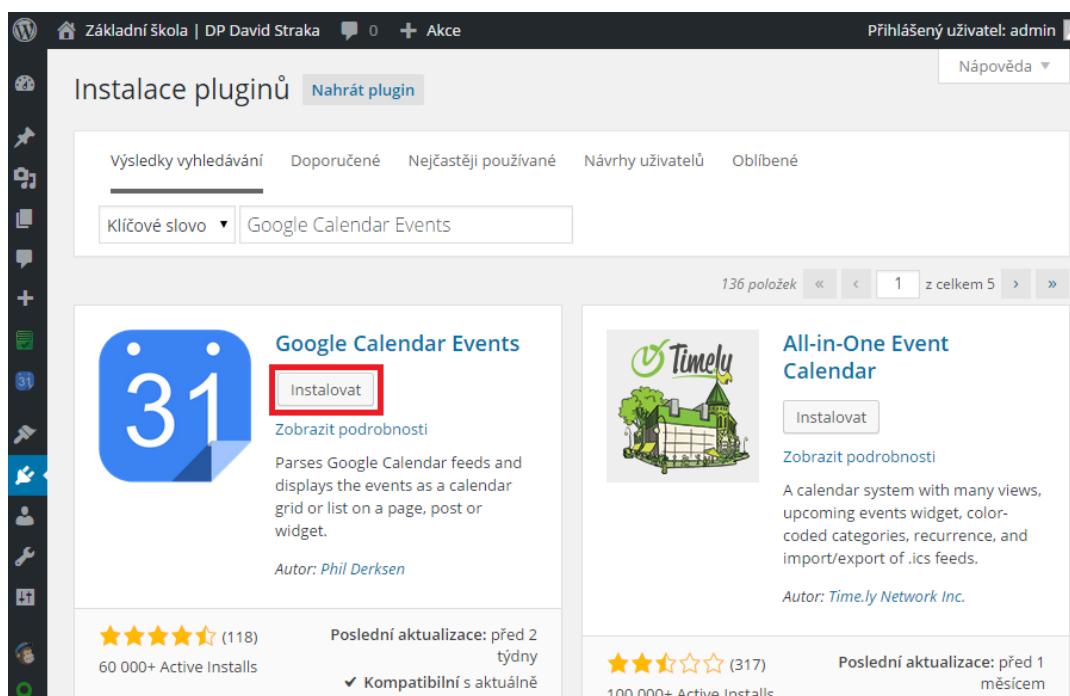 Základní škola | DP David Straka 0 + Akce Přihlášený uživatel: admin
Nápověda ▼
Instalace pluginů Nahrát plugin
Výsledky vyhledávání Doporučené Nejčastěji používané Návrhy uživatelů Oblíbené
Klíčové slovo ▼ Google Calendar Events
136 položek « ‹ 1 z celkem 5 › »
31
Google Calendar Events
Instalovat
Zobrazit podrobnosti
Parses Google Calendar feeds and
displays the events as a calendar
grid or list on a page, post or
widget.
Autor: Phil Derksen
(118)
60 000+ Active Installs
Poslední aktualizace: před 2
týdny
✔ Kompatibilní s aktuálně
Timely
All-in-One Event
Calendar
Instalovat
Zobrazit podrobnosti
A calendar system with many views,
upcoming events widget, color-
coded categories, recurrence, and
import/export of .ics feeds.
Autor: Time.ly Network Inc.
(317)
100 000+ Active Installs
Poslední aktualizace: před 1
měsícem
31